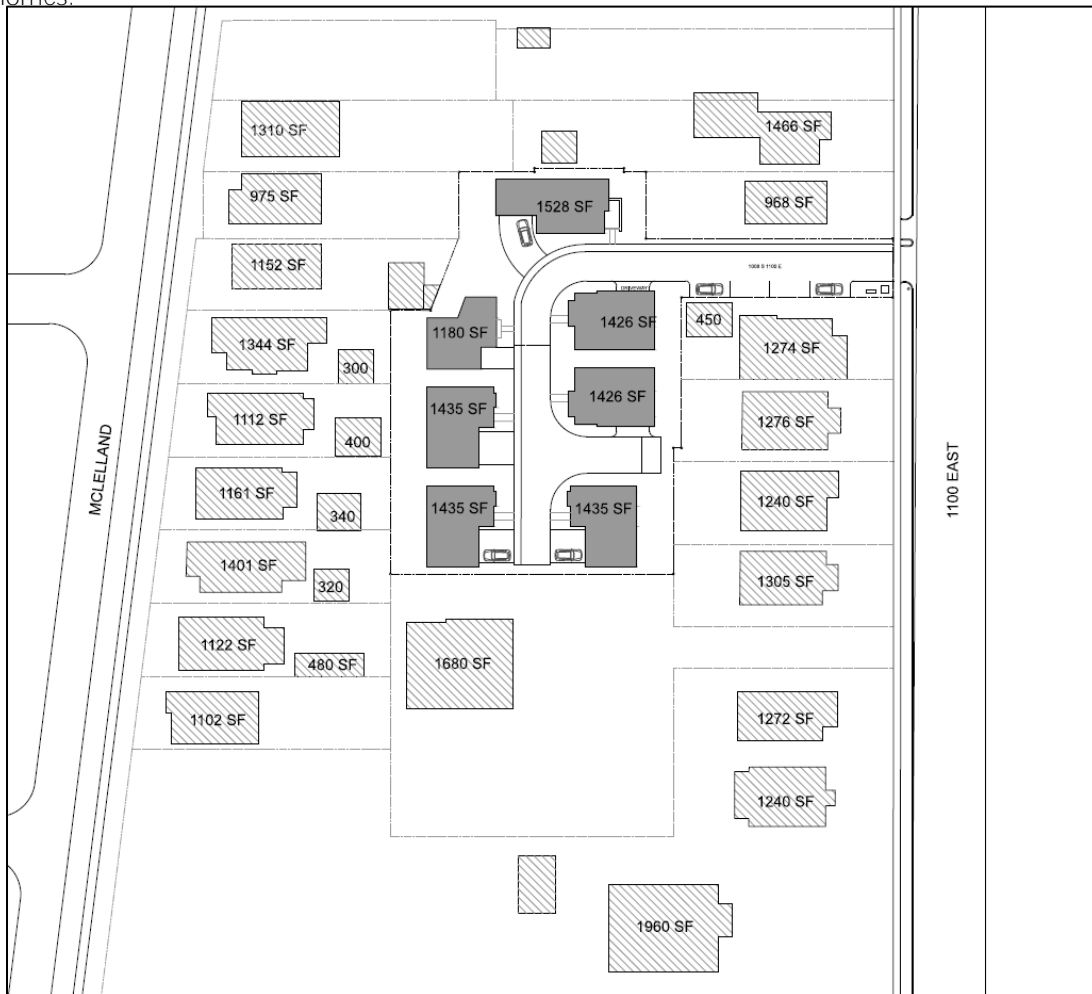 homes.
1310 SF
1466 SF
975 SF
1528 SF
968 SF
1152 SF
DRIVEWAY
1180 SF
1426 SF
450
1274 SF
1344 SF
300
1435 SF
1426 SF
1276 SF
1112 SF
400
MCLELLAND
1100 EAST
1161 SF
340
1435 SF
1435 SF
1240 SF
1401 SF
320
1305 SF
1122 SF
480 SF
1680 SF
1102 SF
1272 SF
1240 SF
1960 SF